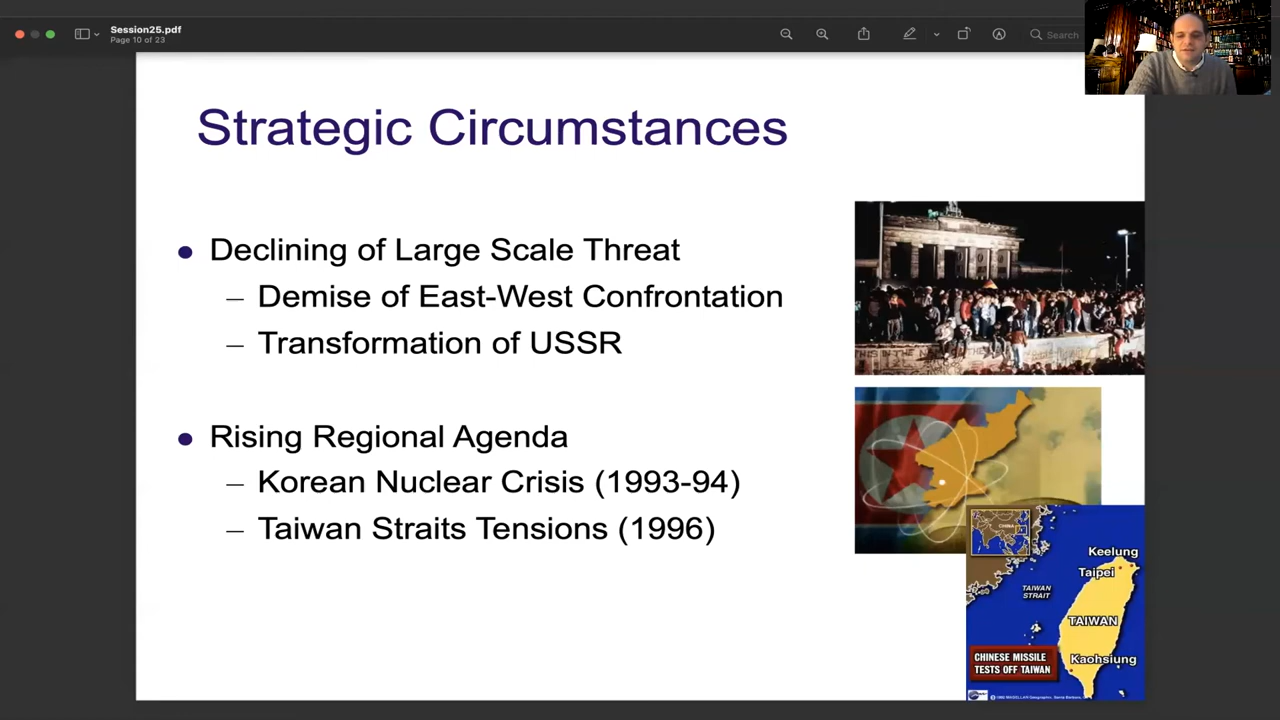 Session25.pdf
Page 10 of 23
Search
Strategic Circumstances
Declining of Large Scale Threat
– Demise of East-West Confrontation
– Transformation of USSR
Rising Regional Agenda
– Korean Nuclear Crisis (1993-94)
– Taiwan Straits Tensions (1996)
CHINA
Keelung
Taipei
TAIWAN
STRAIT
TAIWAN
Kaohsiung
CHINESE MISSILE
TESTS OFF TAIWAN